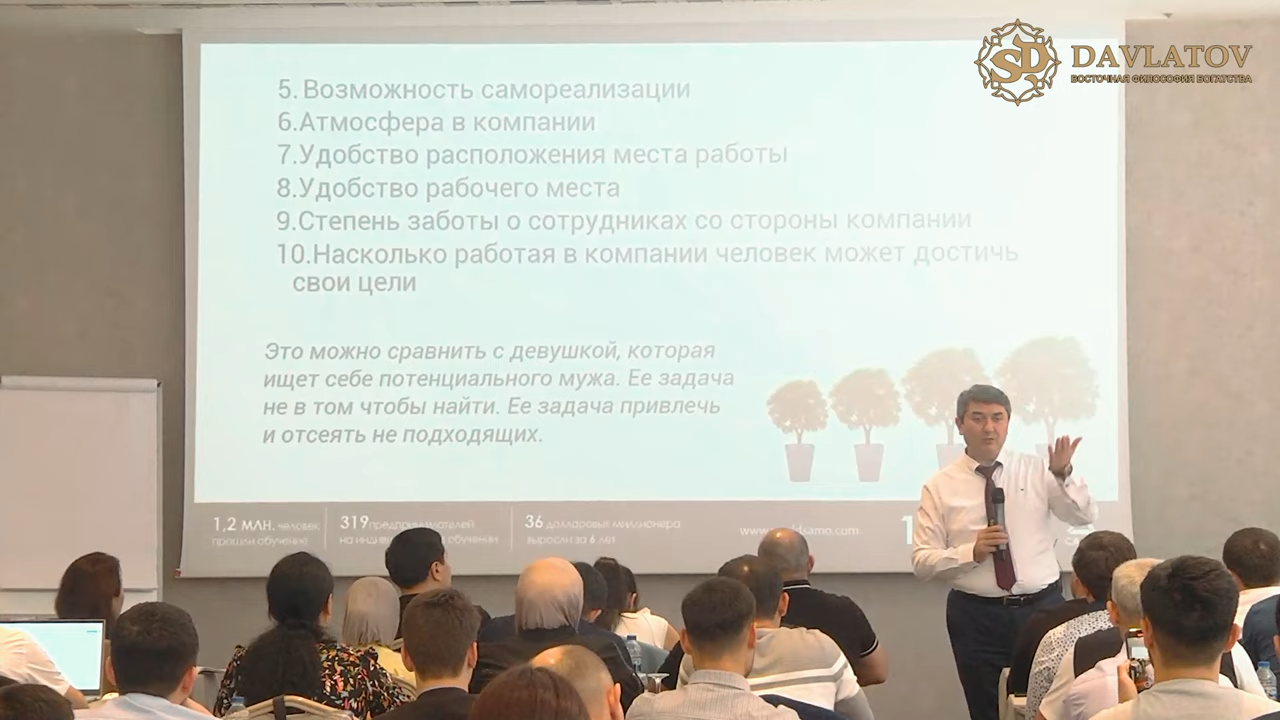 DAVLATOV
ВОСТОЧНАЯ ФИЛОСОФИЯ БОГАТСТВА
5. Возможность самореализации
6.Атмосфера в компании
7.Удобство расположения места работы
8.Удобство рабочего места
9.Степень заботы о сотрудниках со стороны компании
10.Насколько работая в компании человек может достичь
свои цели
Это можно сравнить с девушкой, которая
ищет себе потенциального мужа. Ее задача
не в том чтобы найти. Ее задача привлечь
и отсеять не подходящих.
1,2 МЛН. человек
прошли обучение
319 предпринимателей
на обучении
36 долларовых миллионера
выросли за 6 лет